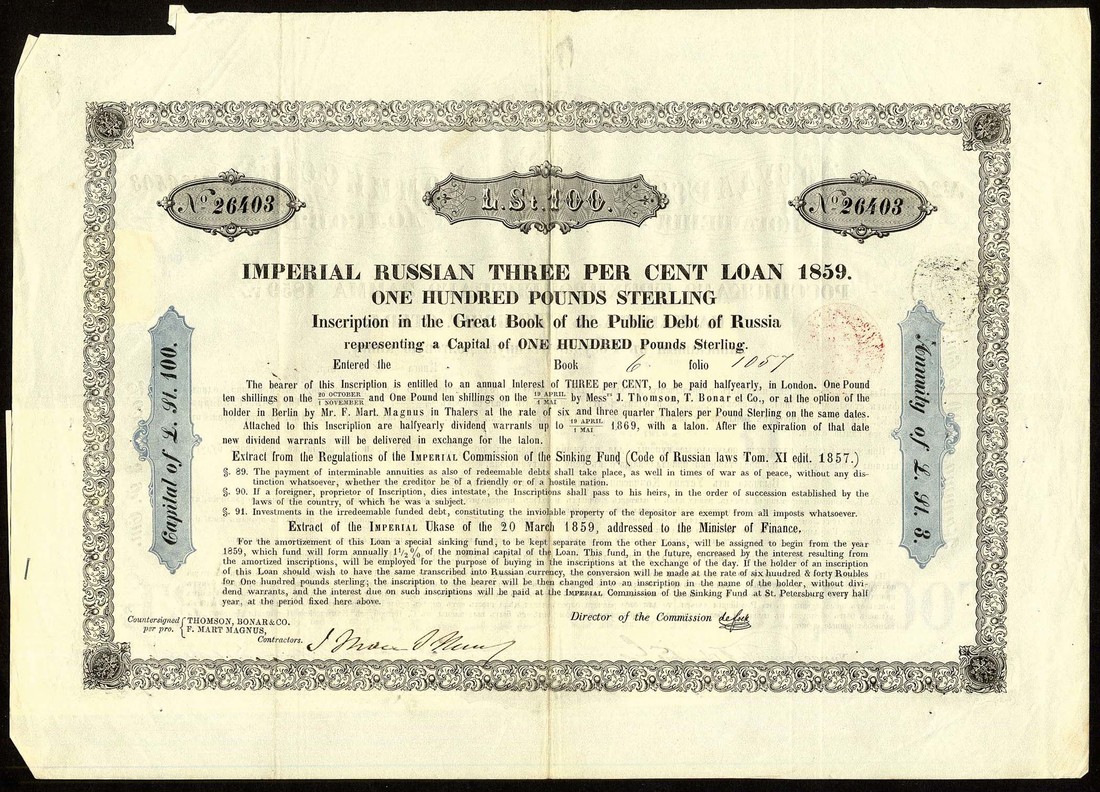 No 26403
L. St. 100.
No 26403
IMPERIAL RUSSIAN THREE PER CENT LOAN 1859.
ONE HUNDRED POUNDS STERLING
Inscription in the Great Book of the Public Debt of Russia
representing a Capital of ONE HUNDRED Pounds Sterling.
Entered the . Book 6 folio 1057
The bearer of this Inscription is entitled to an annual Interest of THREE per CENT, to be paid halfyearly, in London. One Pound
ten shillings on the 20 OCTOBER / 1 NOVEMBER and One Pound ten shillings on the 19 APRIL / 1 MAI by Messrs J. Thomson, T. Bonar et Co., or at the option of the
holder in Berlin by Mr. F. Mart. Magnus in Thalers at the rate of six and three quarter Thalers per Pound Sterling on the same dates.
Attached to this Inscription are halfyearly dividend warrants up to 19 APRIL / 1 MAI 1869, with a talon. After the expiration of that date
new dividend warrants will be delivered in exchange for the talon.
Extract from the Regulations of the IMPERIAL Commission of the Sinking Fund (Code of Russian laws Tom. XI edit. 1857.)
§. 89. The payment of interminable annuities as also of redeemable debts shall take place, as well in times of war as of peace, without any dis-
tinction whatsoever, whether the creditor be of a friendly or of a hostile nation.
§. 90. If a foreigner, proprietor of Inscription, dies intestate, the Inscriptions shall pass to his heirs, in the order of succession established by the
laws of the country, of which he was a subject.
§. 91. Investments in the irredeemable funded debt, constituting the inviolable property of the depositor are exempt from all imposts whatsoever.
Extract of the IMPERIAL Ukase of the 20 March 1859, addressed to the Minister of Finance.
For the amortizement of this Loan a special sinking fund, to be kept separate from the other Loans, will be assigned to begin from the year
1859, which fund will form annually 1 1/2 % of the nominal capital of the Loan. This fund, in the future, encreased by the interest resulting from
the amortized inscriptions, will be employed for the purpose of buying in the inscriptions at the exchange of the day. If the holder of an inscription
of this Loan should wish to have the same transcribed into Russian currency, the conversion will be made at the rate of six hundred & forty Roubles
for One hundred pounds sterling; the inscription to the bearer will be then changed into an inscription in the name of the holder, without divi-
dend warrants, and the interest due on such inscriptions will be paid at the IMPERIAL Commission of the Sinking Fund at St. Petersburg every half
year, at the period fixed here above.
Director of the Commission
Countersigned { THOMSON, BONAR & CO.
per pro. { F. MART MAGNUS,
Contractors.
Capital of L. St. 100.
Annuity of L. St. 3.